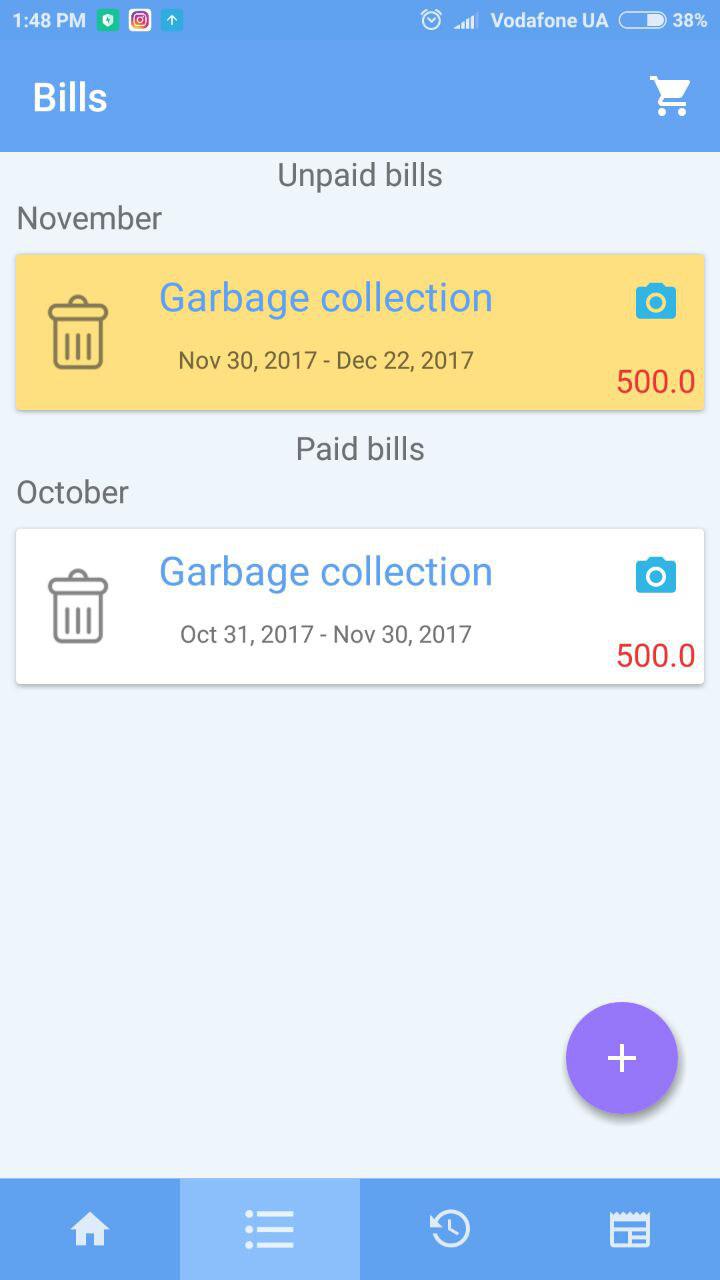 1:48 PM Vodafone UA 38%
Bills
Unpaid bills
November
Garbage collection
Nov 30, 2017 - Dec 22, 2017
500.0
Paid bills
October
Garbage collection
Oct 31, 2017 - Nov 30, 2017
500.0